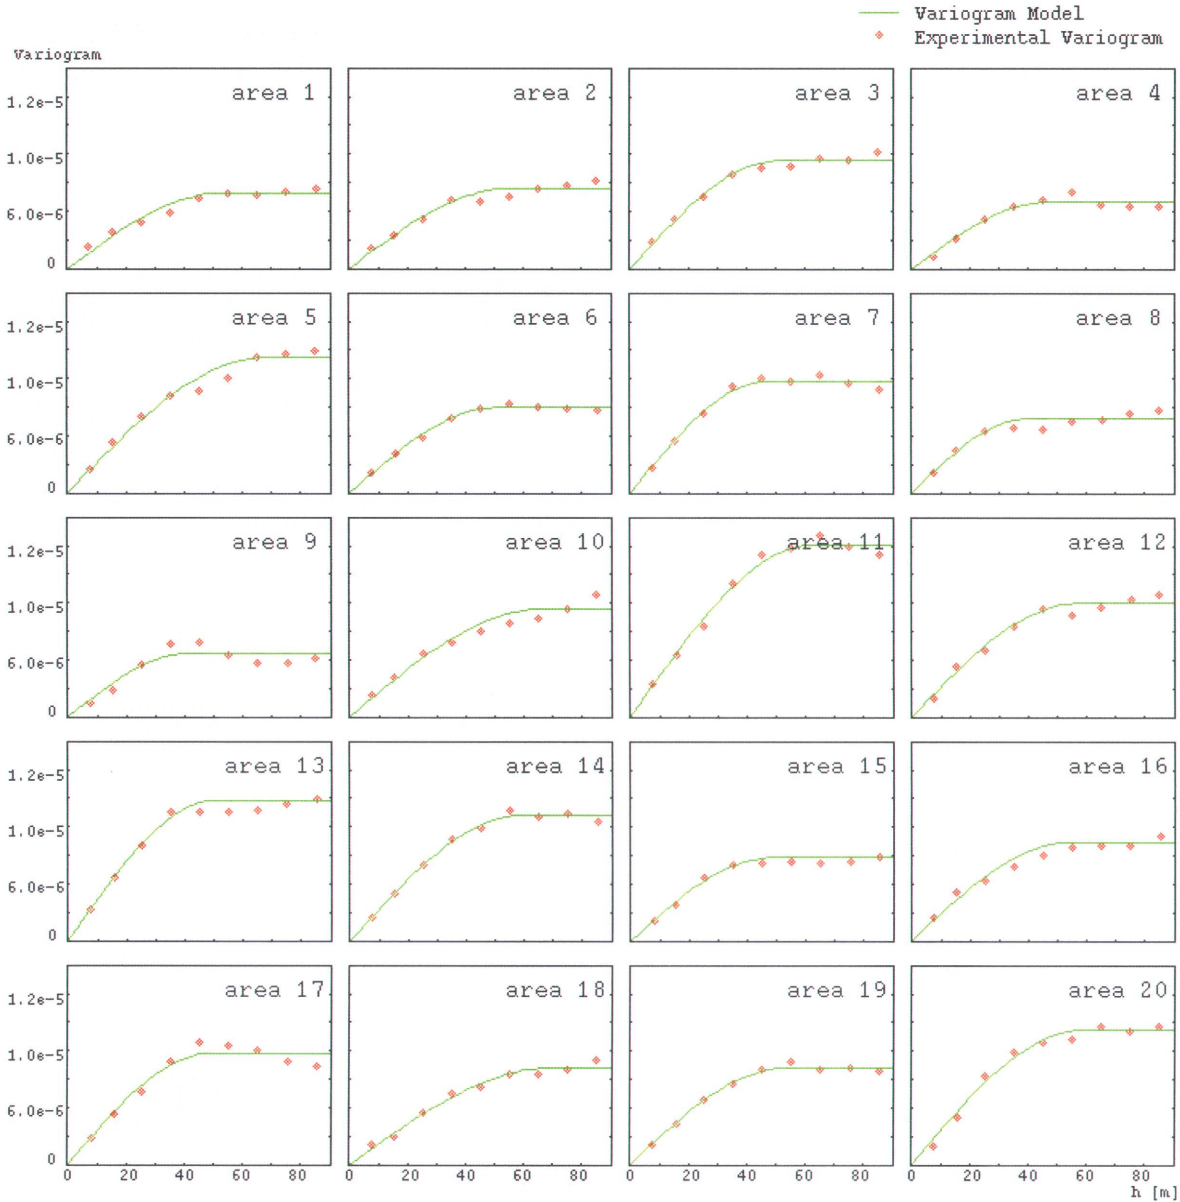 Variogram Model
Experimental Variogram
Variogram
area 1
area 2
area 3
area 4
1.2e-5
1.0e-5
6.0e-6
0
area 5
area 6
area 7
area 8
1.2e-5
1.0e-5
6.0e-6
0
area 9
area 10
area 11
area 12
1.2e-5
1.0e-5
6.0e-6
0
area 13
area 14
area 15
area 16
1.2e-5
1.0e-5
6.0e-6
0
area 17
area 18
area 19
area 20
1.2e-5
1.0e-5
6.0e-6
0
0 20 40 60 80 0 20 40 60 80 0 20 40 60 80 0 20 40 60 80
h [m]